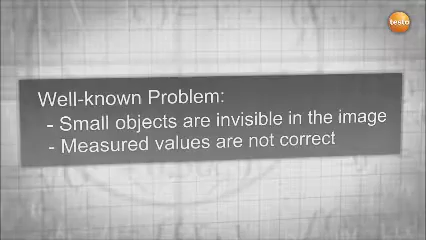 testo
Well-known Problem:
- Small objects are invisible in the image
- Measured values are not correct